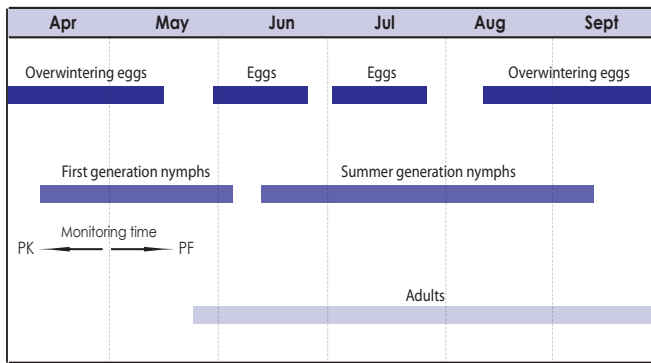 Apr May Jun Jul Aug Sept
Overwintering eggs Eggs Eggs Overwintering eggs
First generation nymphs Summer generation nymphs
Monitoring time
PK PF
Adults